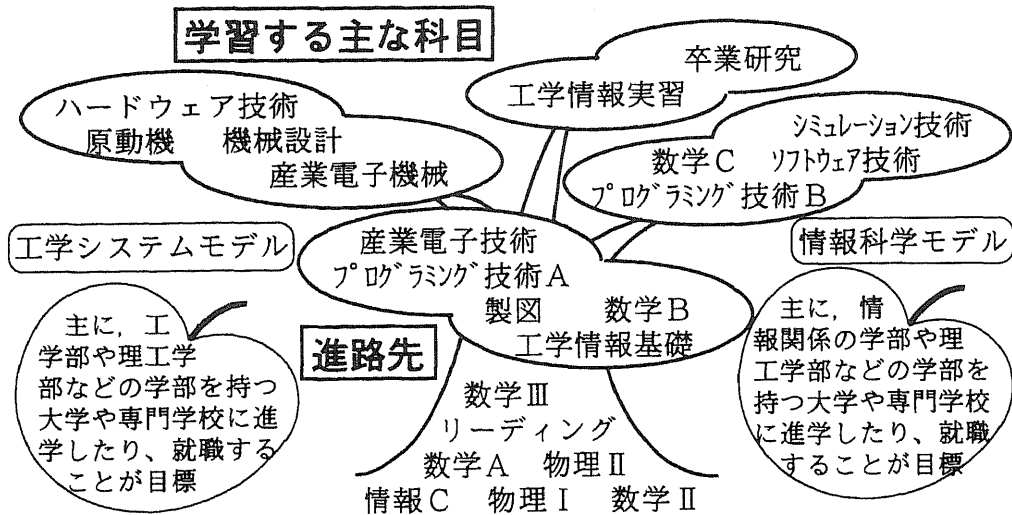 学習する主な科目
卒業研究
工学情報実習
ハードウェア技術
原動機 機械設計
産業電子機械
シミュレーション技術
数学C ソフトウェア技術
プログラミング技術B
工学システムモデル
産業電子技術
プログラミング技術A
製図 数学B
工学情報基礎
情報科学モデル
主に，工
学部や理工学
部などの学部を持つ
大学や専門学校に進
学したり、就職する
ことが目標
進路先
主に，情
報関係の学部や理
工学部などの学部を
持つ大学や専門学校
に進学したり、就職
することが目標
数学Ⅲ
リーディング
数学A 物理Ⅱ
情報C 物理Ⅰ 数学Ⅱ